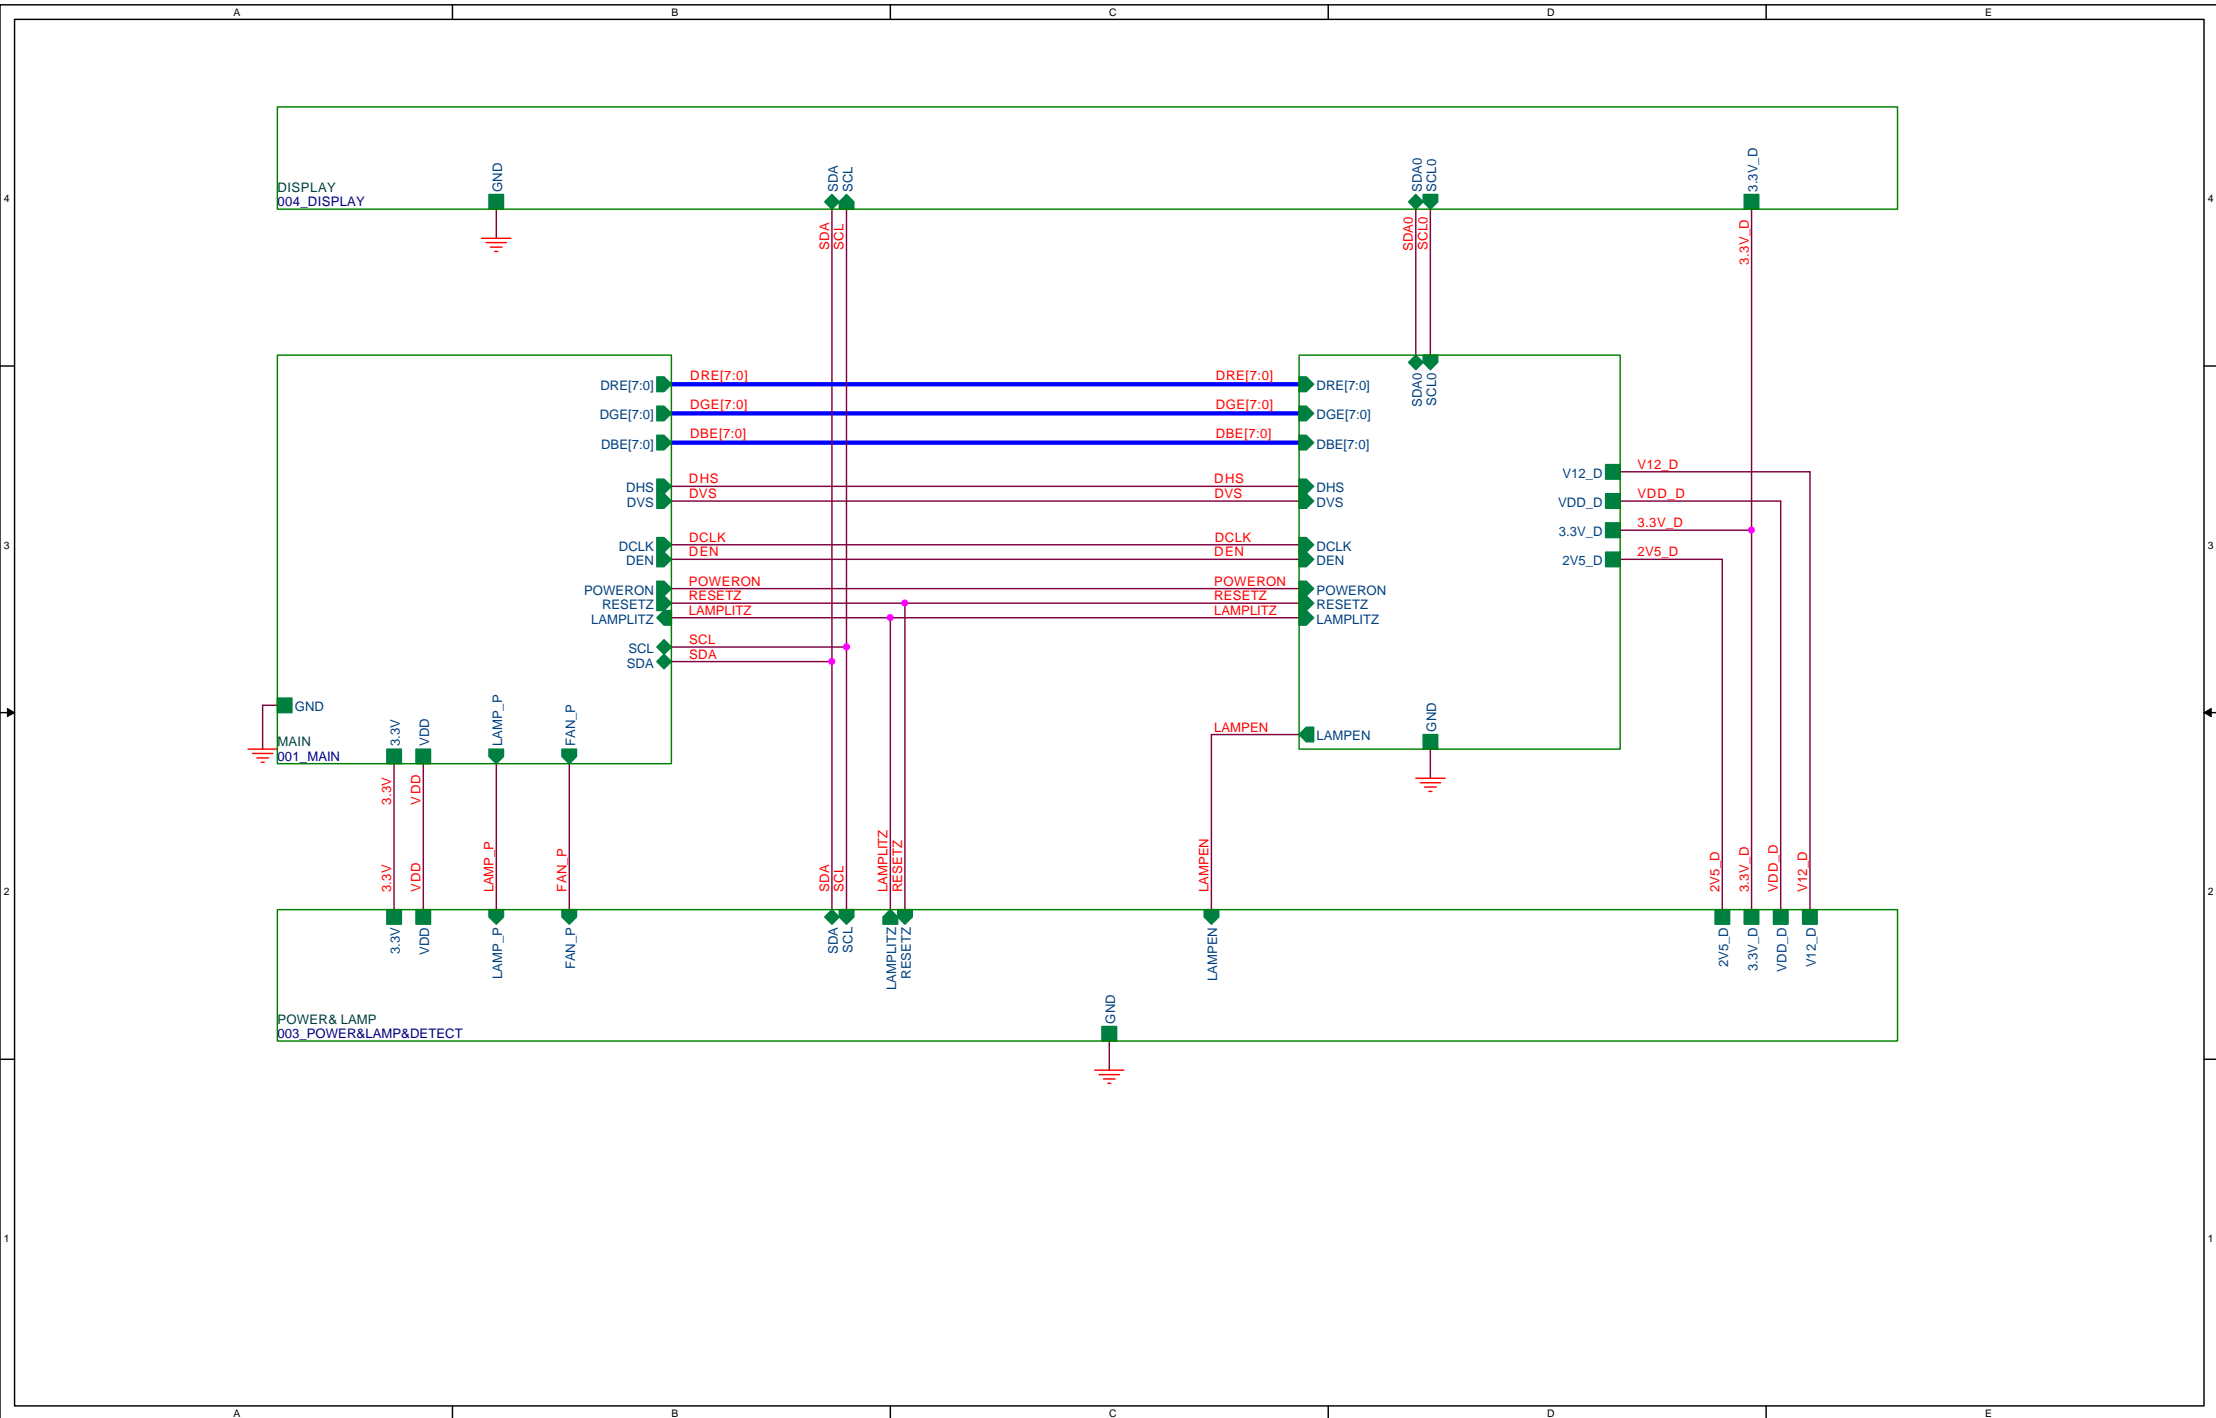 A B C D E
GND
SDA
SCL
SDA0
SCL0
3.3V_D
DISPLAY
004_DISPLAY
4 4
SDA
SCL
SDA0
SCL0
3.3V_D
DRE[7:0] DRE[7:0] DRE[7:0] DRE[7:0]
SDA0
SCL0
DGE[7:0] DGE[7:0] DGE[7:0] DGE[7:0]
DBE[7:0] DBE[7:0] DBE[7:0] DBE[7:0]
V12_D V12_D
DHS DHS DHS DHS
DVS DVS DVS DVS
VDD_D VDD_D
3.3V_D 3.3V_D
3 3
DCLK DCLK DCLK DCLK
DEN DEN DEN DEN
2V5_D 2V5_D
POWERON POWERON POWERON POWERON
RESETZ RESETZ RESETZ RESETZ
LAMPLITZ LAMPLITZ LAMPLITZ LAMPLITZ
SCL SCL
SDA SDA
GND
3.3V
VDD
LAMP_P
FAN_P
LAMPEN LAMPEN
GND
MAIN
001_MAIN
3.3V
VDD
3.3V
VDD
LAMP_P
FAN_P
SDA
SCL
LAMPLITZ
RESETZ
LAMPEN
2V5_D
3.3V_D
VDD_D
V12_D
2 2
3.3V
VDD
LAMP_P
FAN_P
SDA
SCL
LAMPLITZ
RESETZ
LAMPEN
2V5_D
3.3V_D
VDD_D
V12_D
GND
POWER& LAMP
003_POWER&LAMP&DETECT
1 1
A B C D E